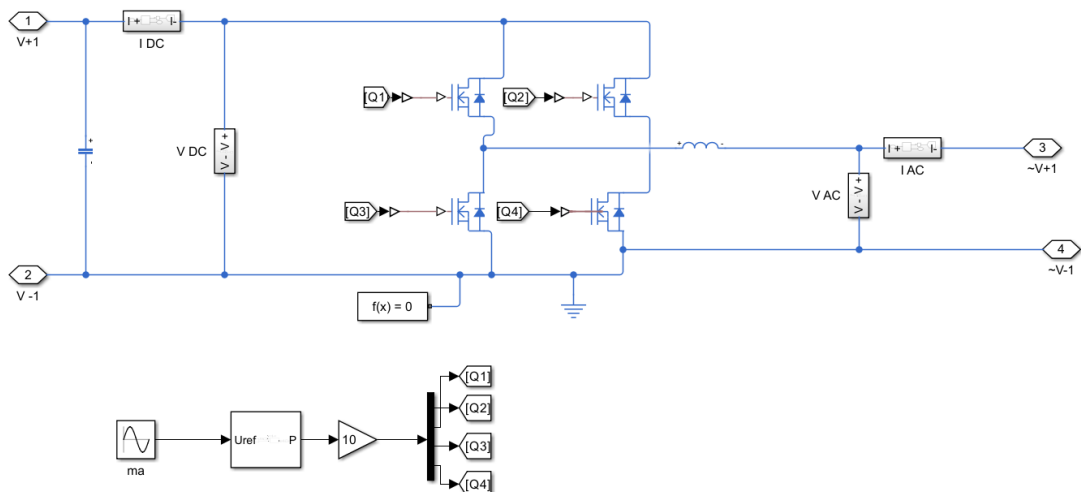 1
V+1
I + I-
I DC
V - V +
V DC
+
-
[Q1
[Q2]
[Q3]
[Q4]
+ -
I + I-
I AC
V - V +
V AC
3
~V+1
4
~V-1
2
V -1
f(x) = 0
ma
Uref P
10
[Q1]
[Q2]
[Q3]
[Q4]